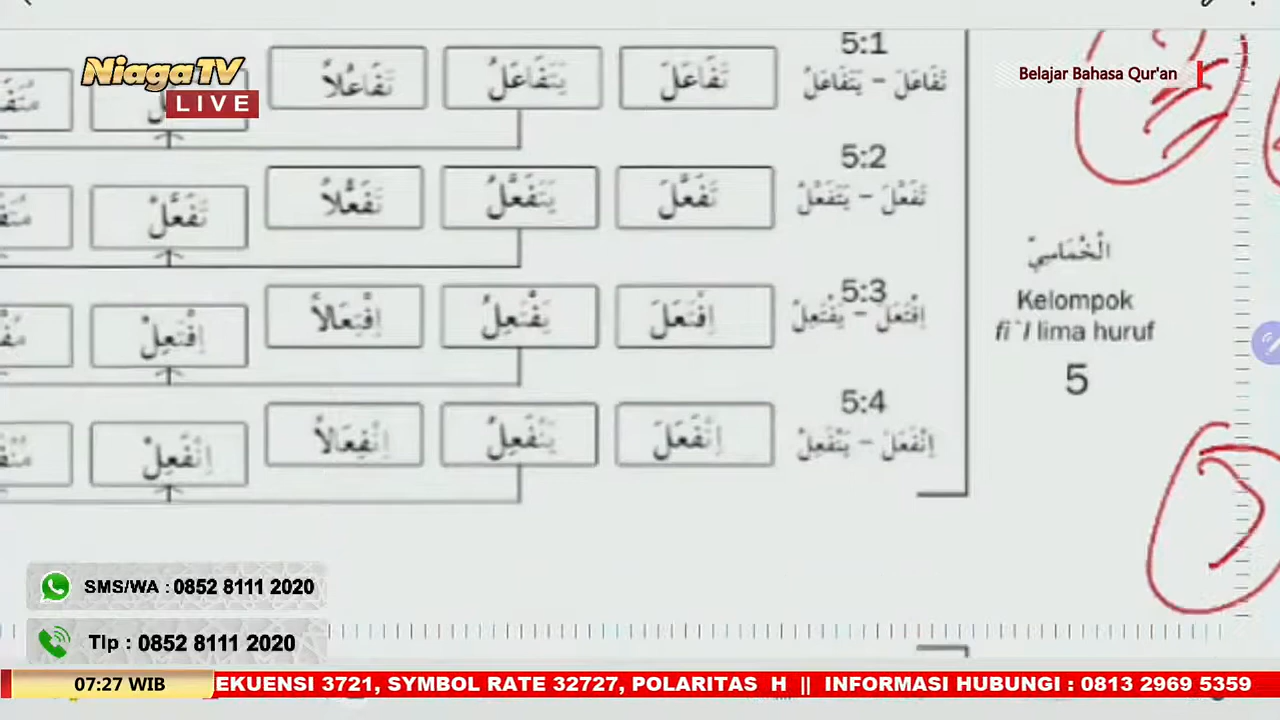 NiagaTV
LIVE
Belajar Bahasa Qur'an
5:1
تَفَاعَلَ – يَتَفَاعَلُ
تَفَاعَلَ
يَتَفَاعَلُ
تَفَاعُلاً
5:2
تَفَعَّلَ – يَتَفَعَّلُ
تَفَعَّلَ
يَتَفَعَّلُ
تَفَعُّلاً
تَفَعَّلْ
الْخُمَاسِيّ
Kelompok
fi`l lima huruf
5
5:3
اِفْتَعَلَ – يَفْتَعِلُ
اِفْتَعَلَ
يَفْتَعِلُ
اِفْتِعَالاً
اِفْتَعِلْ
5:4
اِنْفَعَلَ – يَنْفَعِلُ
اِنْفَعَلَ
يَنْفَعِلُ
اِنْفِعَالاً
اِنْفَعِلْ
SMS/WA : 0852 8111 2020
Tlp : 0852 8111 2020
07:27 WIB
EKUENSI 3721, SYMBOL RATE 32727, POLARITAS H || INFORMASI HUBUNGI : 0813 2969 5359